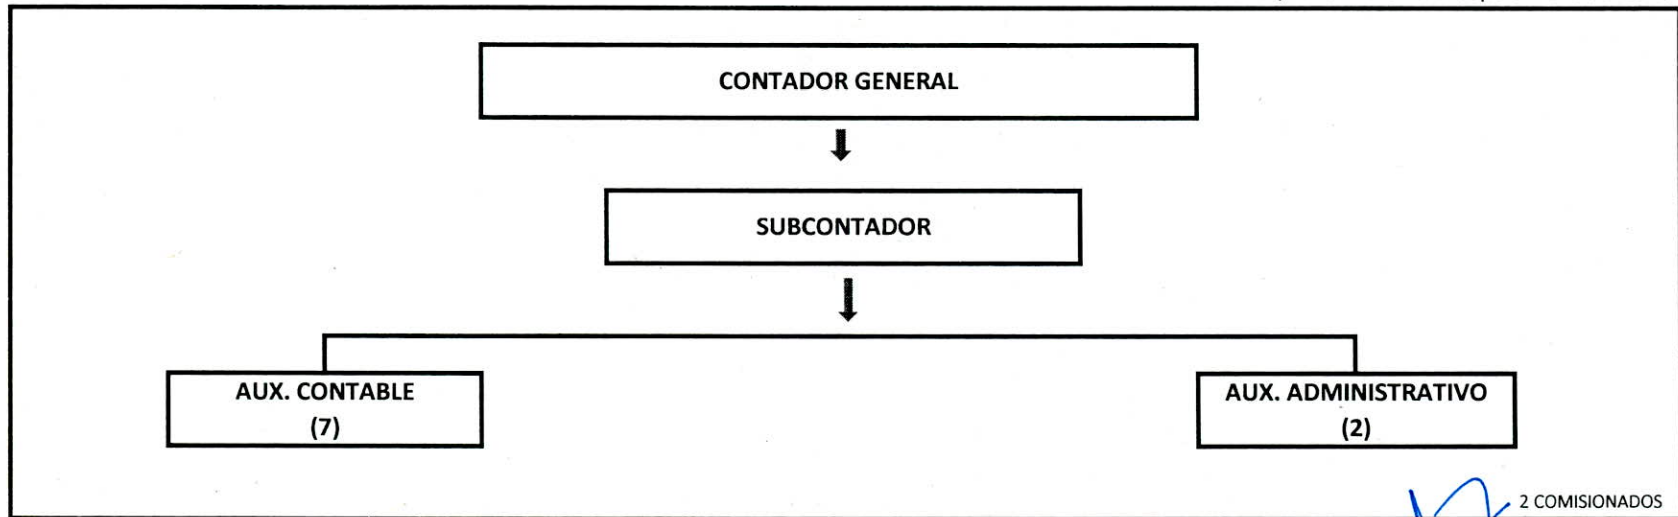 CONTADOR GENERAL
SUBCONTADOR
AUX. CONTABLE
(7)
AUX. ADMINISTRATIVO
(2)
2 COMISIONADOS